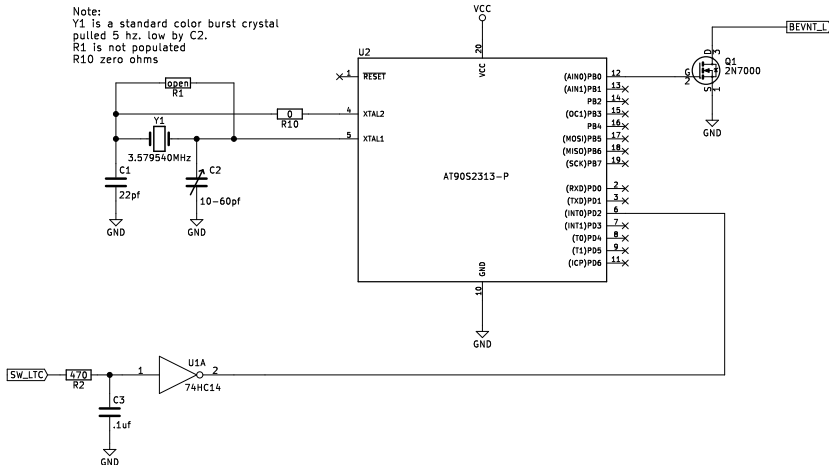 Note:
Y1 is a standard color burst crystal
pulled 5 hz. low by C2.
R1 is not populated
R10 zero ohms
VCC
BEVNT_L
U2
20
VCC
1
RESET
(AIN0)PB0
12
(AIN1)PB1
13
PB2
14
(OC1)PB3
15
PB4
16
(MOSI)PB5
17
(MISO)PB6
18
(SCK)PB7
19
D
3
G
2
S
1
Q1
2N7000
GND
open
R1
0
R10
4
XTAL2
5
XTAL1
Y1
3.579540MHz
C1
22pf
GND
C2
10-60pf
GND
AT90S2313-P
(RXD)PD0
2
(TXD)PD1
3
(INT0)PD2
6
(INT1)PD3
7
(T0)PD4
8
(T1)PD5
9
(ICP)PD6
11
GND
10
GND
SW_LTC
470
R2
1
U1A
2
74HC14
C3
.1uf
GND